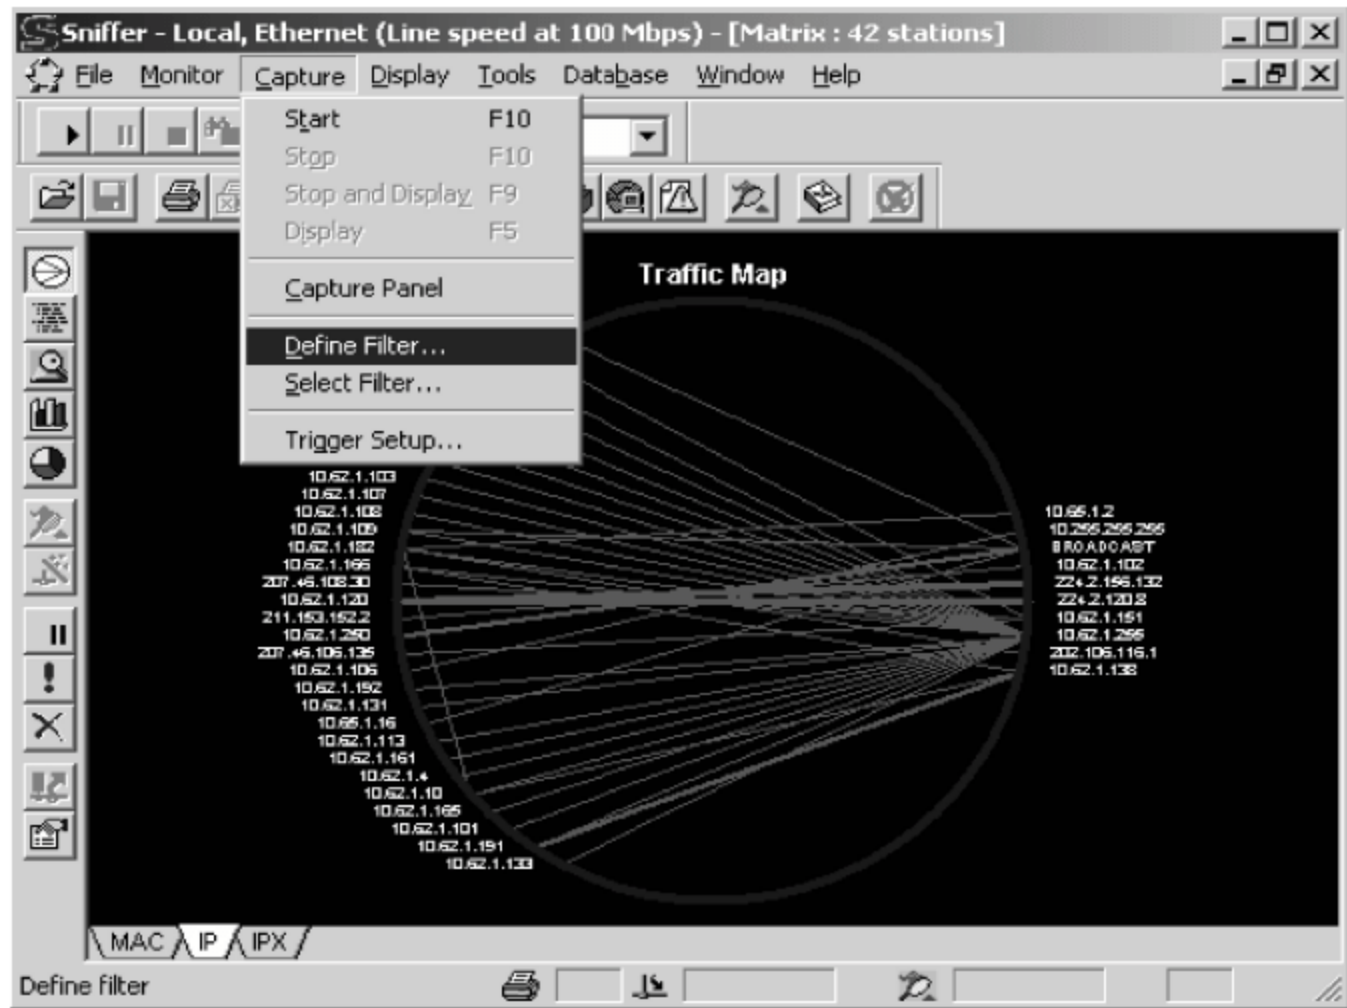 Sniffer - Local, Ethernet (Line speed at 100 Mbps) - [Matrix : 42 stations]
File Monitor Capture Display Tools Database Window Help
Start F10
Stop F10
Stop and Display F9
Display F5
Capture Panel
Define Filter...
Select Filter...
Trigger Setup...
Traffic Map
10.62.1.103
10.62.1.107
10.62.1.108
10.62.1.109
10.62.1.182
10.62.1.166
207.46.108.30
10.62.1.120
211.153.152.2
10.62.1.250
207.46.106.135
10.62.1.106
10.62.1.192
10.62.1.131
10.65.1.16
10.62.1.113
10.62.1.161
10.62.1.4
10.62.1.10
10.62.1.165
10.62.1.101
10.62.1.191
10.62.1.133
10.65.1.2
10.255.255.255
BROADCAST
10.62.1.102
224.2.196.132
224.2.120.8
10.62.1.151
10.62.1.255
202.106.116.1
10.62.1.138
MAC IP IPX
Define filter